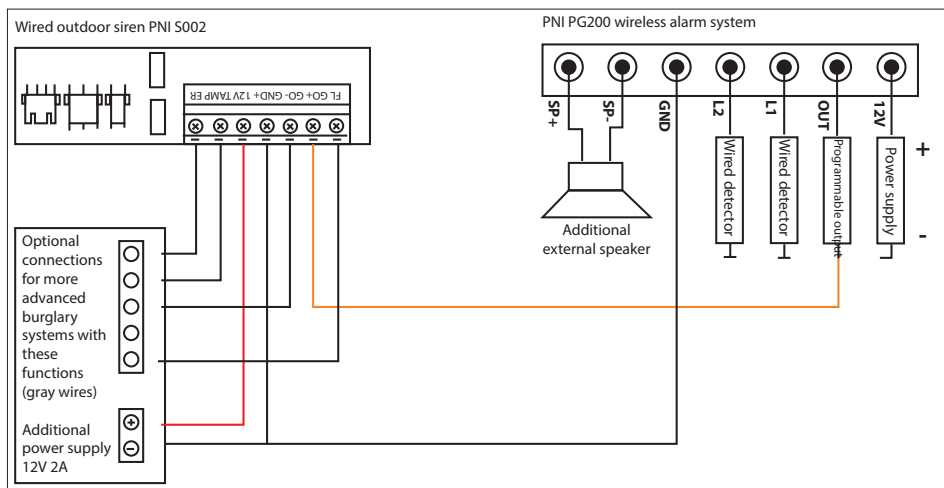 Wired outdoor siren PNI S002
PNI PG200 wireless alarm system
FL GO+ GO- GND+ 12V TAMP ER
SP+
SP-
GND
L2
L1
OUT
12V
Wired detector
Wired detector
Programmable output
Power supply
+
-
Additional
external speaker
Optional
connections
for more
advanced
burglary
systems with
these
functions
(gray wires)
Additional
power supply
12V 2A